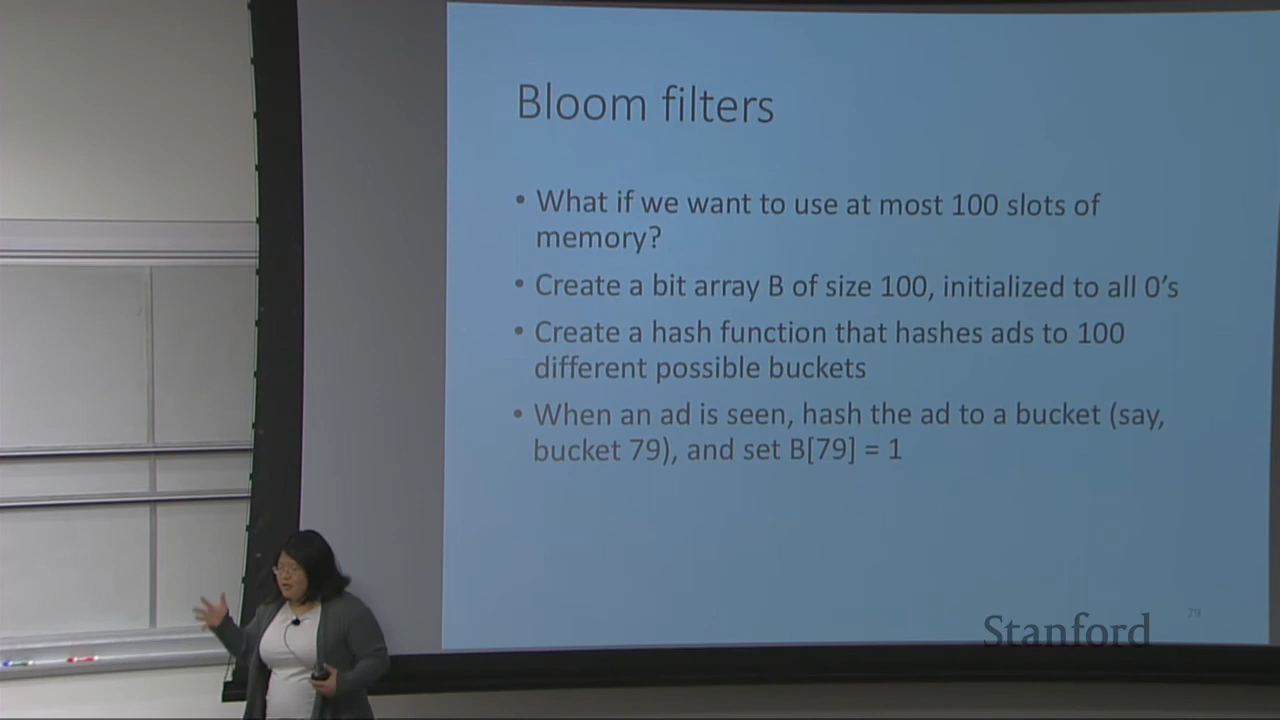 Bloom filters
• What if we want to use at most 100 slots of
memory?
• Create a bit array B of size 100, initialized to all 0's
• Create a hash function that hashes ads to 100
different possible buckets
• When an ad is seen, hash the ad to a bucket (say,
bucket 79), and set B[79] = 1
79
Stanford